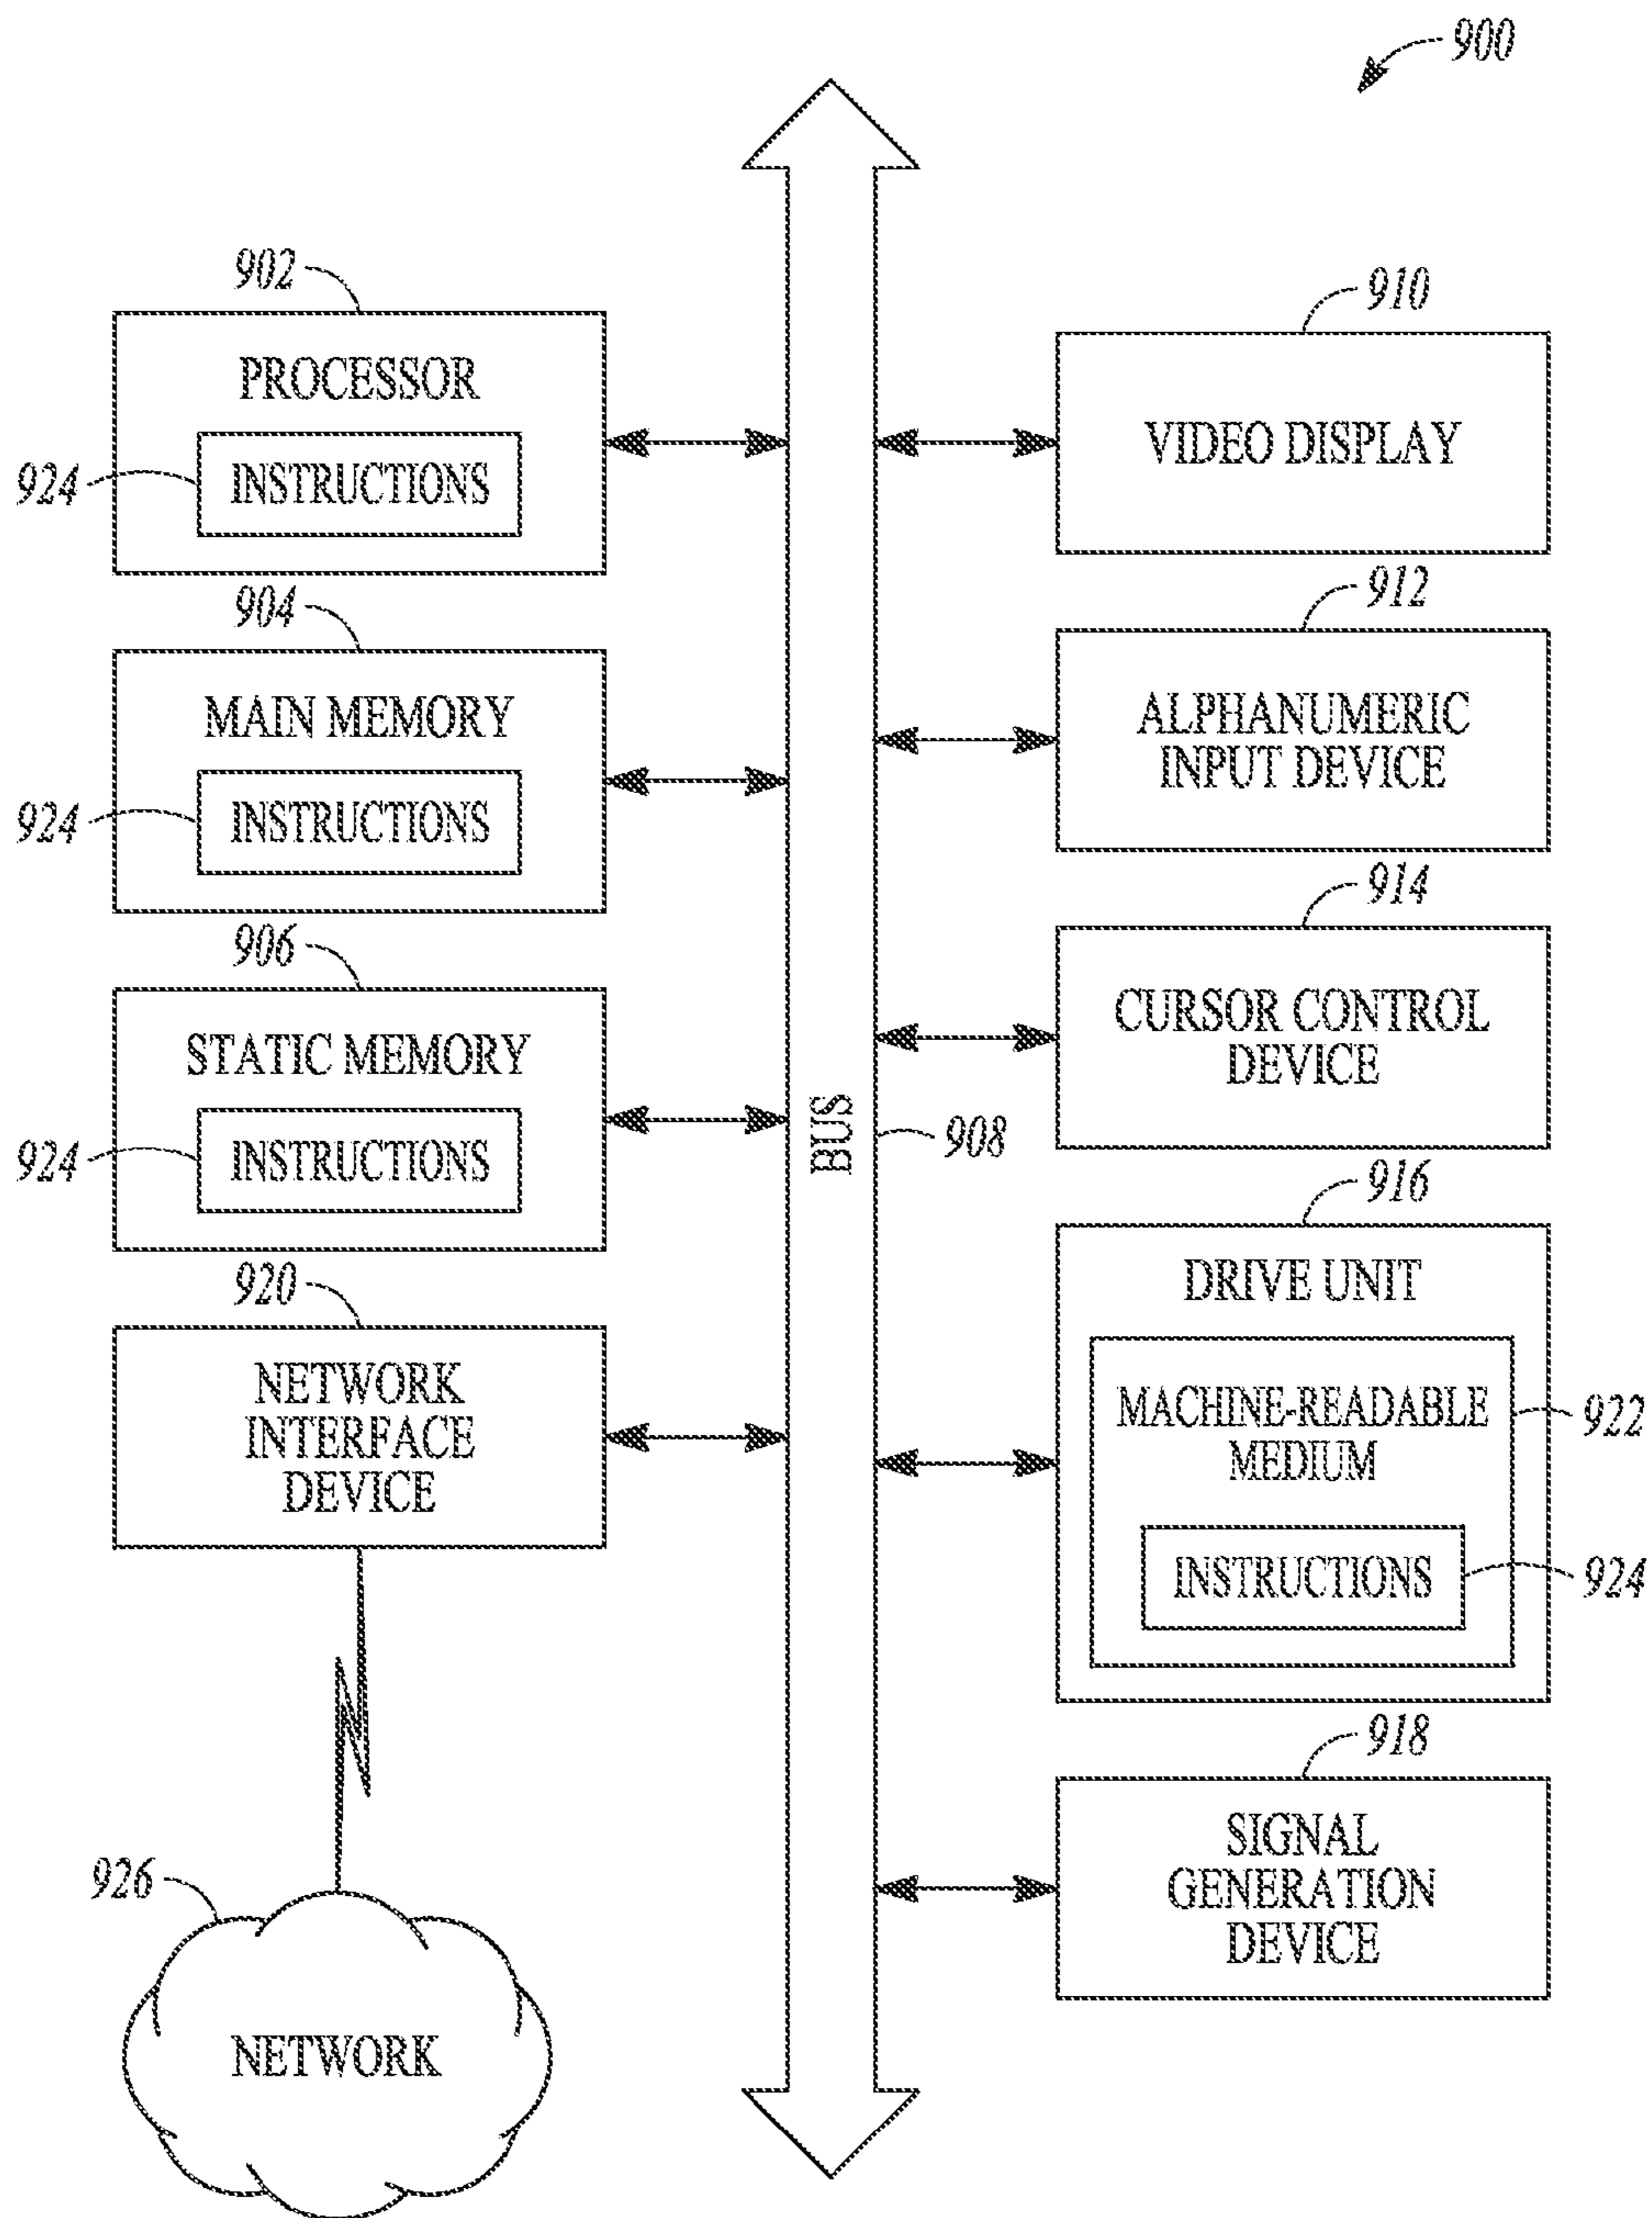 900
902
PROCESSOR
924
INSTRUCTIONS
904
MAIN MEMORY
924
INSTRUCTIONS
906
STATIC MEMORY
924
INSTRUCTIONS
920
NETWORK
INTERFACE
DEVICE
926
NETWORK
BUS
908
910
VIDEO DISPLAY
912
ALPHANUMERIC
INPUT DEVICE
914
CURSOR CONTROL
DEVICE
916
DRIVE UNIT
MACHINE-READABLE
MEDIUM
922
INSTRUCTIONS
924
918
SIGNAL
GENERATION
DEVICE